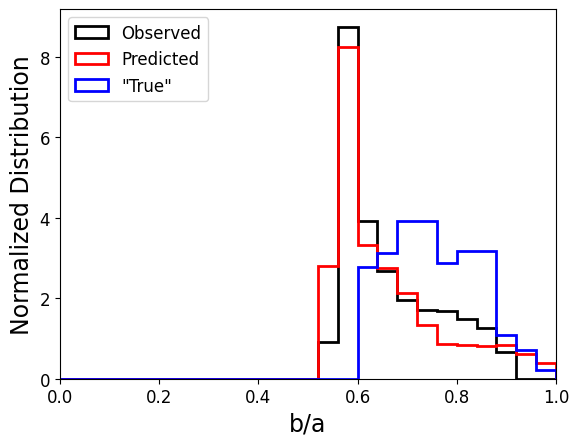 Observed
Predicted
"True"
Normalized Distribution
8
6
4
2
0
0.0 0.2 0.4 0.6 0.8 1.0
b/a